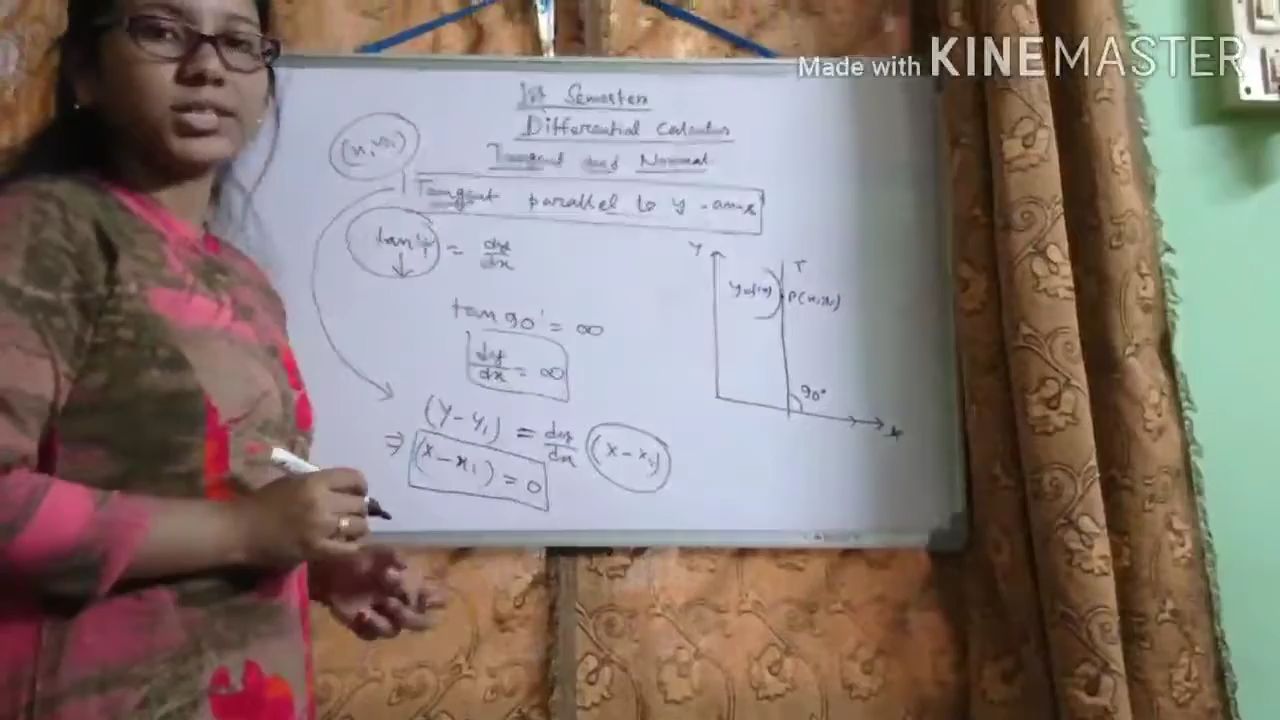 Made with KINEMASTER
1st Semester
Differential Calculus
Tangent and Normal
(x1, y1)
Tangent parallel to y-axis
tan ψ = dy/dx
tan 90° = ∞
dy/dx = ∞
(Y - y1) = dy/dx (X - x1)
⇒ (X - x1) = 0
Y
T
P(x1, y1)
90°
X